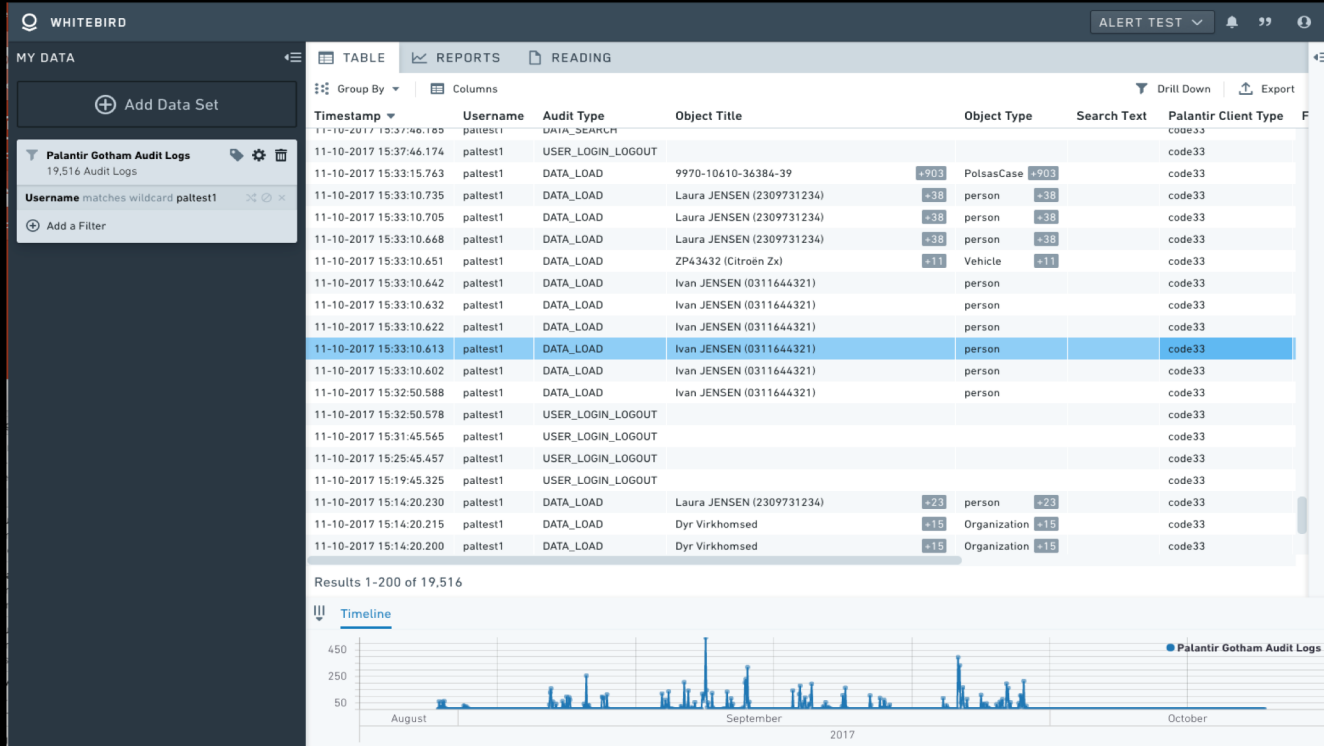 WHITEBIRD
ALERT TEST
MY DATA
Add Data Set
Palantir Gotham Audit Logs
19,516 Audit Logs
Username matches wildcard paltest1
Add a Filter
TABLE REPORTS READING
Group By Columns Drill Down Export
Timestamp Username Audit Type Object Title Object Type Search Text Palantir Client Type F
11-10-2017 15:37:46.185 paltest1 DATA_SEARCH code33
11-10-2017 15:37:46.174 paltest1 USER_LOGIN_LOGOUT code33
11-10-2017 15:33:15.763 paltest1 DATA_LOAD 9970-10610-36384-39 +903 PolsasCase +903 code33
11-10-2017 15:33:10.735 paltest1 DATA_LOAD Laura JENSEN (2309731234) +38 person +38 code33
11-10-2017 15:33:10.705 paltest1 DATA_LOAD Laura JENSEN (2309731234) +38 person +38 code33
11-10-2017 15:33:10.668 paltest1 DATA_LOAD Laura JENSEN (2309731234) +38 person +38 code33
11-10-2017 15:33:10.651 paltest1 DATA_LOAD ZP43432 (Citroën Zx) +11 Vehicle +11 code33
11-10-2017 15:33:10.642 paltest1 DATA_LOAD Ivan JENSEN (0311644321) person code33
11-10-2017 15:33:10.632 paltest1 DATA_LOAD Ivan JENSEN (0311644321) person code33
11-10-2017 15:33:10.622 paltest1 DATA_LOAD Ivan JENSEN (0311644321) person code33
11-10-2017 15:33:10.613 paltest1 DATA_LOAD Ivan JENSEN (0311644321) person code33
11-10-2017 15:33:10.602 paltest1 DATA_LOAD Ivan JENSEN (0311644321) person code33
11-10-2017 15:32:50.588 paltest1 DATA_LOAD Ivan JENSEN (0311644321) person code33
11-10-2017 15:32:50.578 paltest1 USER_LOGIN_LOGOUT code33
11-10-2017 15:31:45.565 paltest1 USER_LOGIN_LOGOUT code33
11-10-2017 15:25:45.457 paltest1 USER_LOGIN_LOGOUT code33
11-10-2017 15:19:45.325 paltest1 USER_LOGIN_LOGOUT code33
11-10-2017 15:14:20.230 paltest1 DATA_LOAD Laura JENSEN (2309731234) +23 person +23 code33
11-10-2017 15:14:20.215 paltest1 DATA_LOAD Dyr Virkhomsed +15 Organization +15 code33
11-10-2017 15:14:20.200 paltest1 DATA_LOAD Dyr Virkhomsed +15 Organization +15 code33
Results 1-200 of 19,516
Timeline
Palantir Gotham Audit Logs
450
250
50
August September October
2017